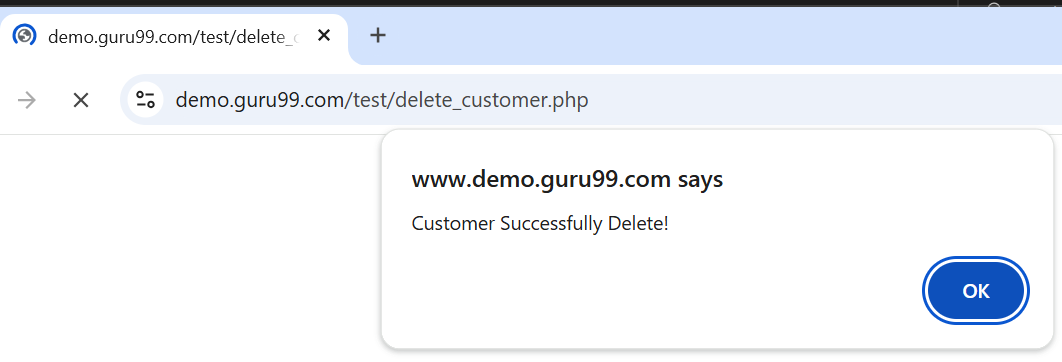 demo.guru99.com/test/delete_c
demo.guru99.com/test/delete_customer.php
www.demo.guru99.com says
Customer Successfully Delete!
OK